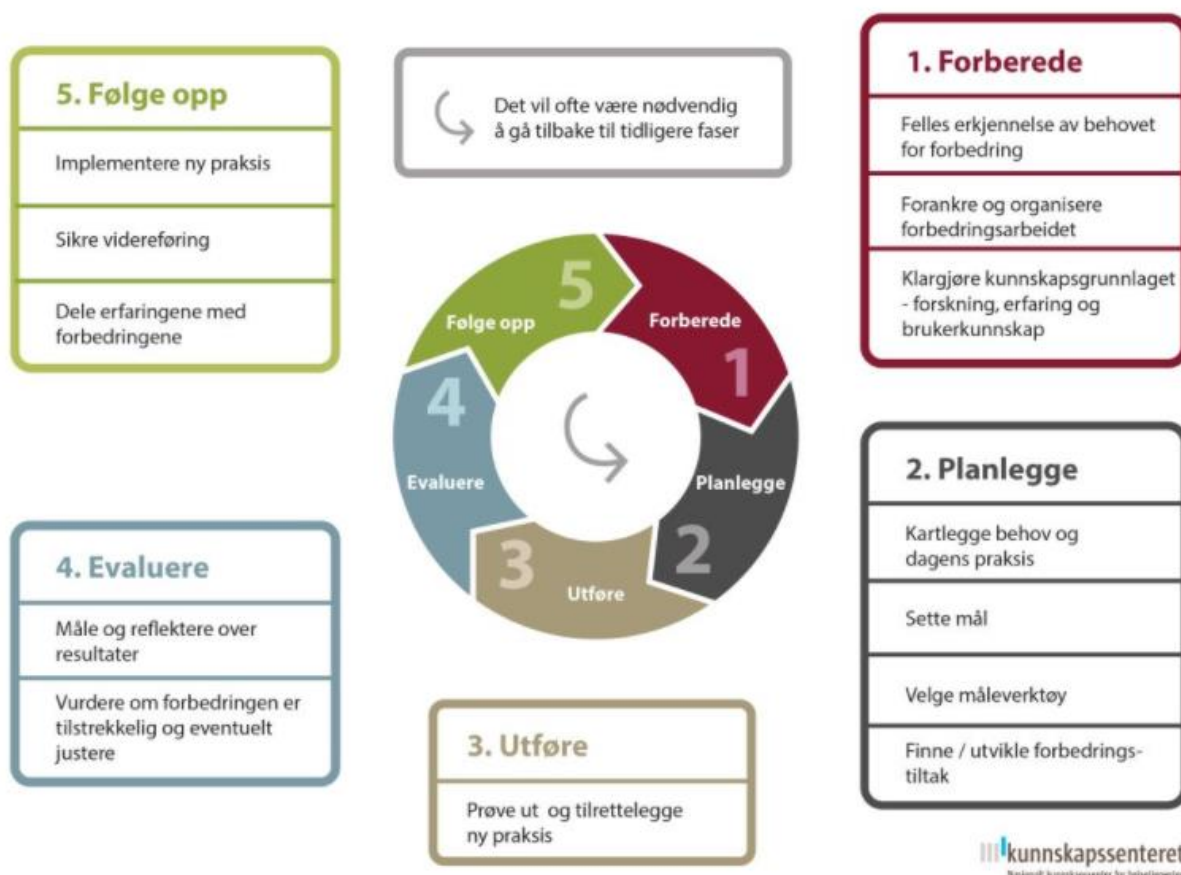 1. Forberede
Felles erkjennelse av behovet
for forbedring
Forankre og organisere
forbedringsarbeidet
Klargjøre kunnskapsgrunnlaget
- forskning, erfaring og
brukerkunnskap
2. Planlegge
Kartlegge behov og
dagens praksis
Sette mål
Velge måleverktøy
Finne / utvikle forbedrings-
tiltak
3. Utføre
Prøve ut og tilrettelegge
ny praksis
4. Evaluere
Måle og reflektere over
resultater
Vurdere om forbedringen er
tilstrekkelig og eventuelt
justere
5. Følge opp
Implementere ny praksis
Sikre videreføring
Dele erfaringene med
forbedringene
Det vil ofte være nødvendig
å gå tilbake til tidligere faser
Forberede
1
Planlegge
2
Utføre
3
Evaluere
4
Følge opp
5
kunnskapssenteret